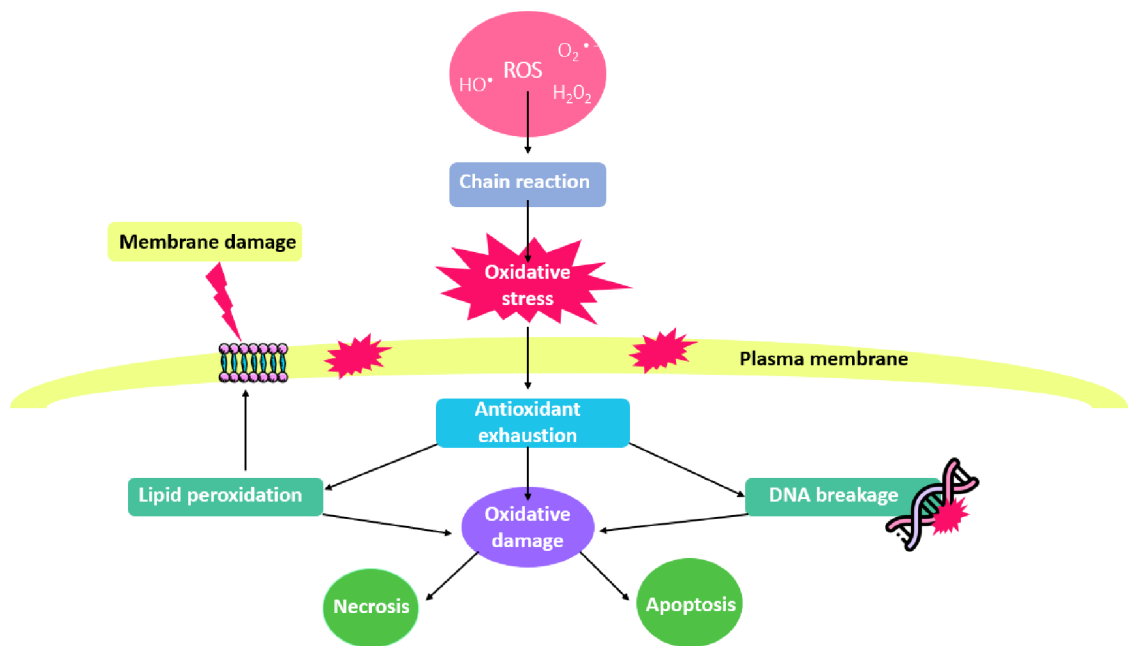 O₂•⁻
ROS
HO•
H₂O₂
Chain reaction
Membrane damage
Oxidative
stress
Plasma membrane
Antioxidant
exhaustion
Lipid peroxidation
DNA breakage
Oxidative
damage
Necrosis
Apoptosis